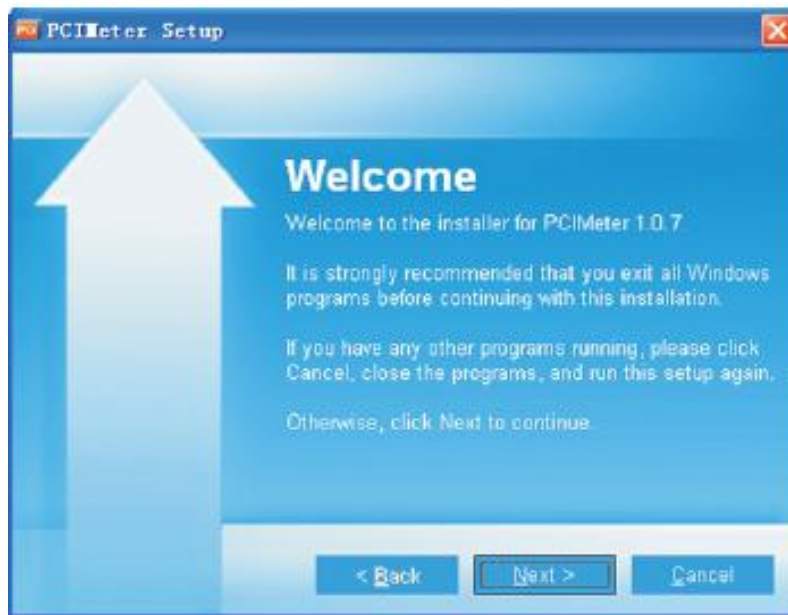 PCIMeter Setup
Welcome
Welcome to the installer for PCIMeter 1.0.7
It is strongly recommended that you exit all Windows
programs before continuing with this installation.
If you have any other programs running, please click
Cancel, close the programs, and run this setup again.
Otherwise, click Next to continue.
< Back Next > Cancel